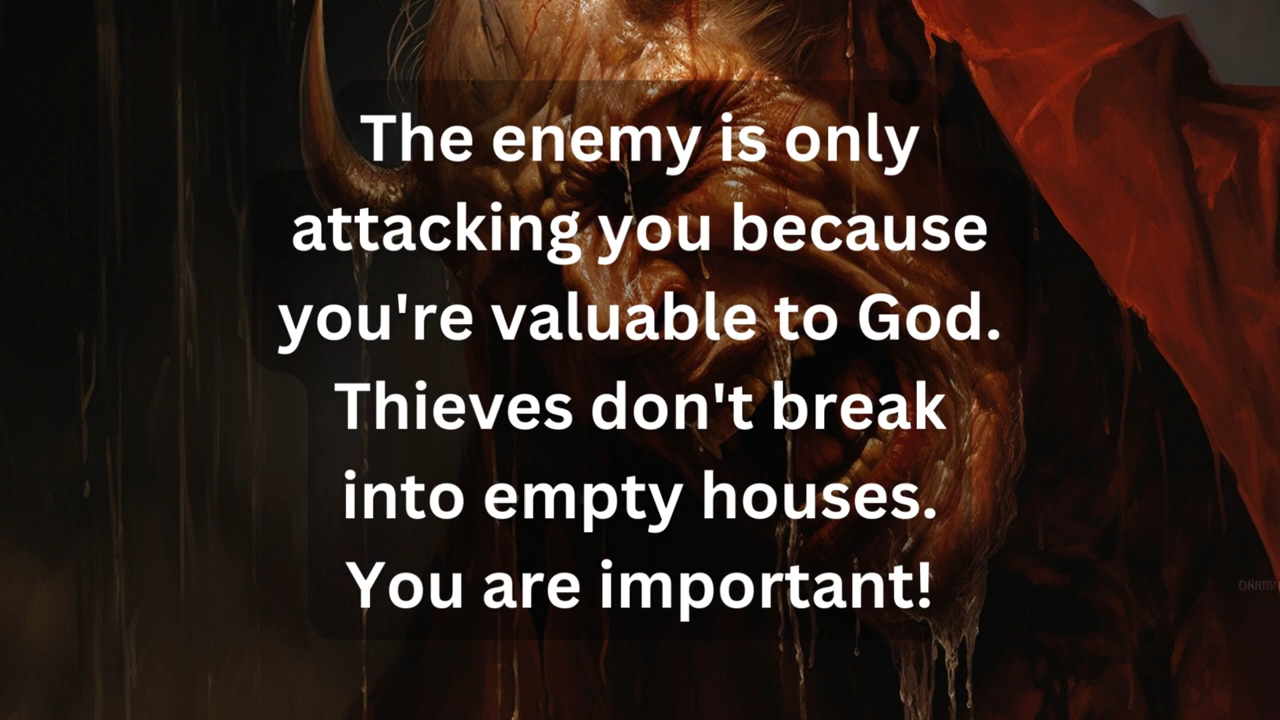 The enemy is only
attacking you because
you're valuable to God.
Thieves don't break
into empty houses.
You are important!